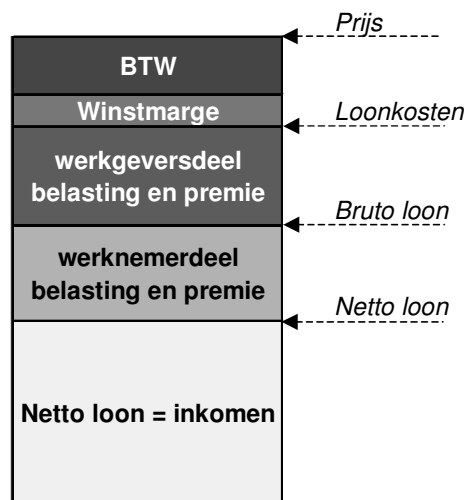 Prijs
BTW
Winstmarge
Loonkosten
werkgeversdeel
belasting en premie
Bruto loon
werknemerdeel
belasting en premie
Netto loon
Netto loon = inkomen